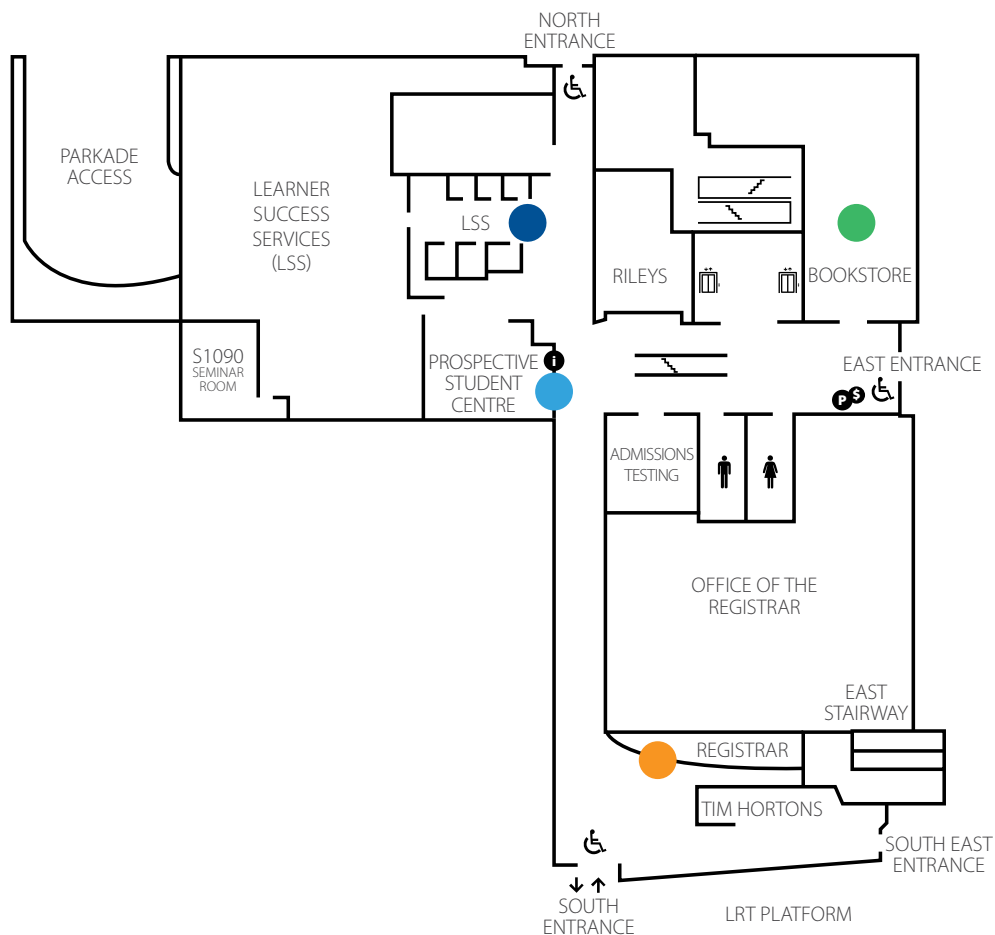 NORTH
ENTRANCE
PARKADE
ACCESS
LEARNER
SUCCESS
SERVICES
(LSS)
LSS
RILEYS
BOOKSTORE
S1090
SEMINAR
ROOM
PROSPECTIVE
STUDENT
CENTRE
i
EAST ENTRANCE
P
$
ADMISSIONS
TESTING
OFFICE OF THE
REGISTRAR
EAST
STAIRWAY
REGISTRAR
TIM HORTONS
SOUTH EAST
ENTRANCE
SOUTH
ENTRANCE
LRT PLATFORM